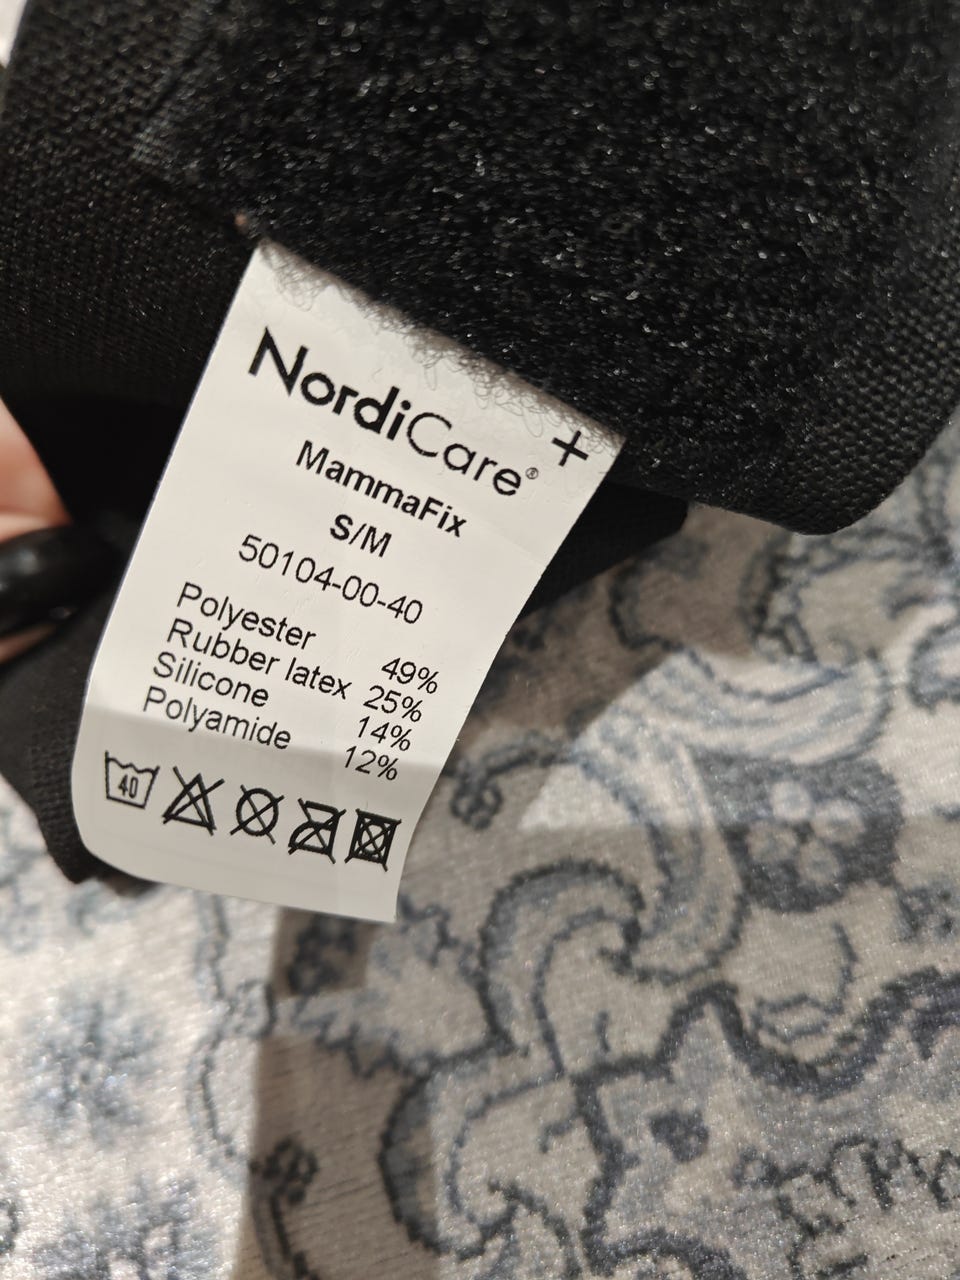 NordiCare® +
MammaFix
S/M
50104-00-40
Polyester 49%
Rubber latex 25%
Silicone 14%
Polyamide 12%
40